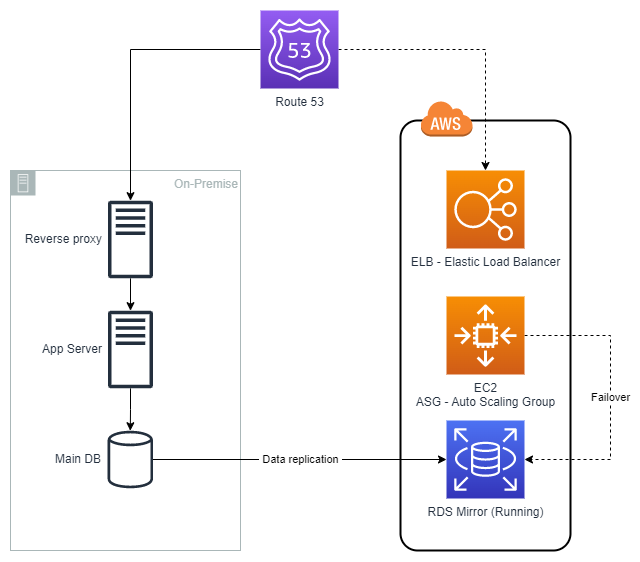 53
Route 53
AWS
On-Premise
Reverse proxy
ELB - Elastic Load Balancer
App Server
EC2
ASG - Auto Scaling Group
Failover
Main DB
Data replication
RDS Mirror (Running)